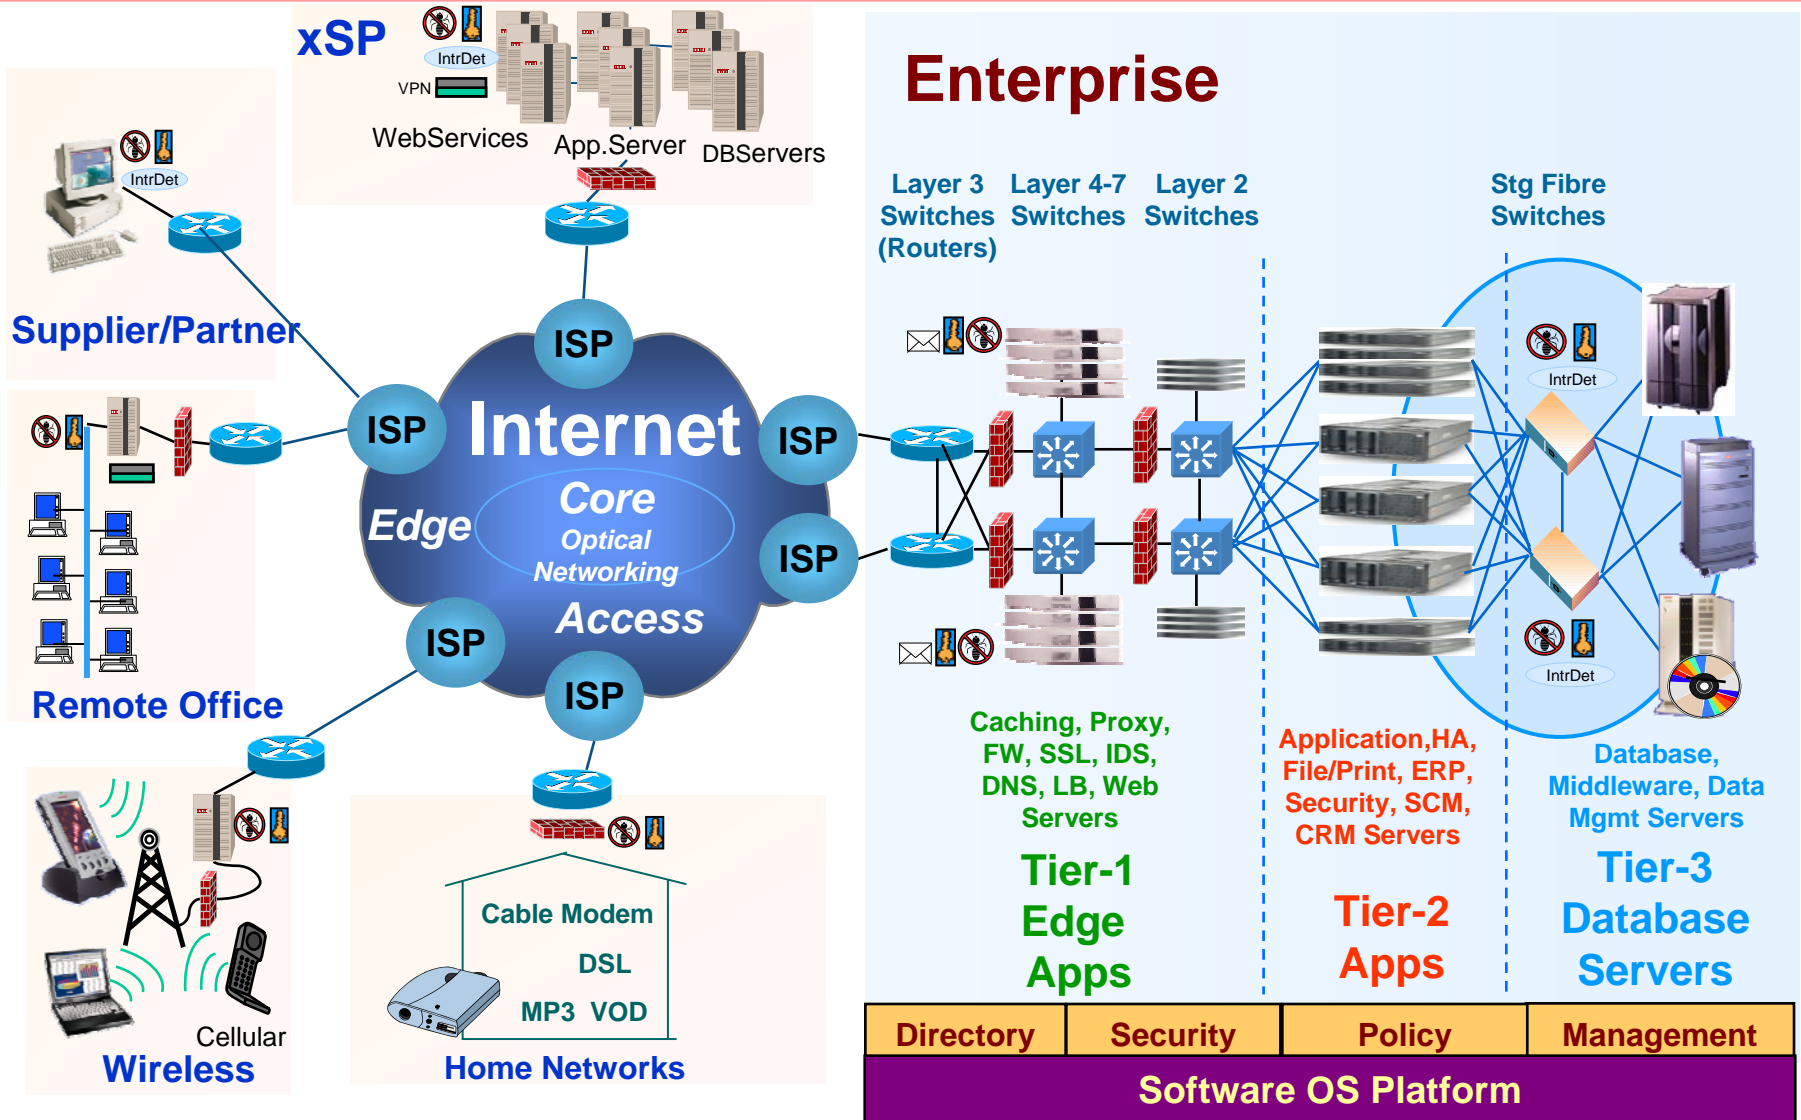 xSP
IntrDet
VPN
WebServices
App.Server
DBServers
IntrDet
Supplier/Partner
Remote Office
Cellular
Wireless
Cable Modem
DSL
MP3 VOD
Home Networks
ISP
ISP
ISP
ISP
ISP
ISP
Internet
Core
Optical
Networking
Edge
Access
Enterprise
Layer 3
Switches
(Routers)
Layer 4-7
Switches
Layer 2
Switches
Stg Fibre
Switches
IntrDet
IntrDet
Caching, Proxy,
FW, SSL, IDS,
DNS, LB, Web
Servers
Tier-1
Edge
Apps
Application,HA,
File/Print, ERP,
Security, SCM,
CRM Servers
Tier-2
Apps
Database,
Middleware, Data
Mgmt Servers
Tier-3
Database
Servers
Directory
Security
Policy
Management
Software OS Platform